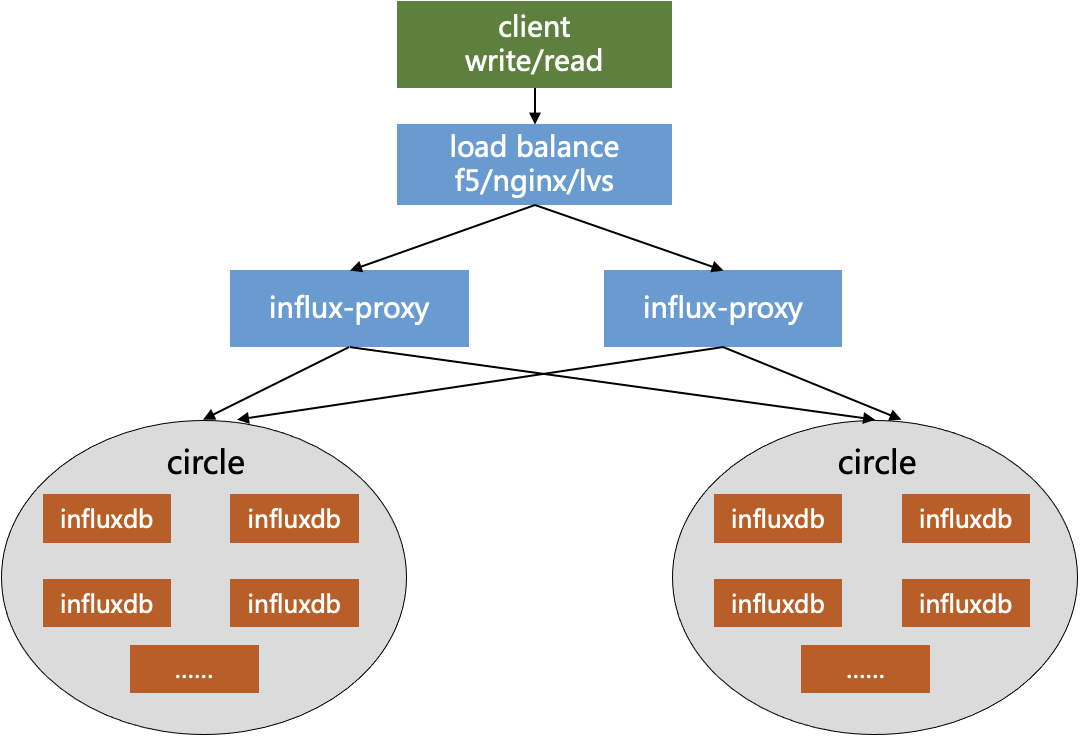 client
write/read
load balance
f5/nginx/lvs
influx-proxy
influx-proxy
circle
influxdb
influxdb
influxdb
influxdb
......
circle
influxdb
influxdb
influxdb
influxdb
......